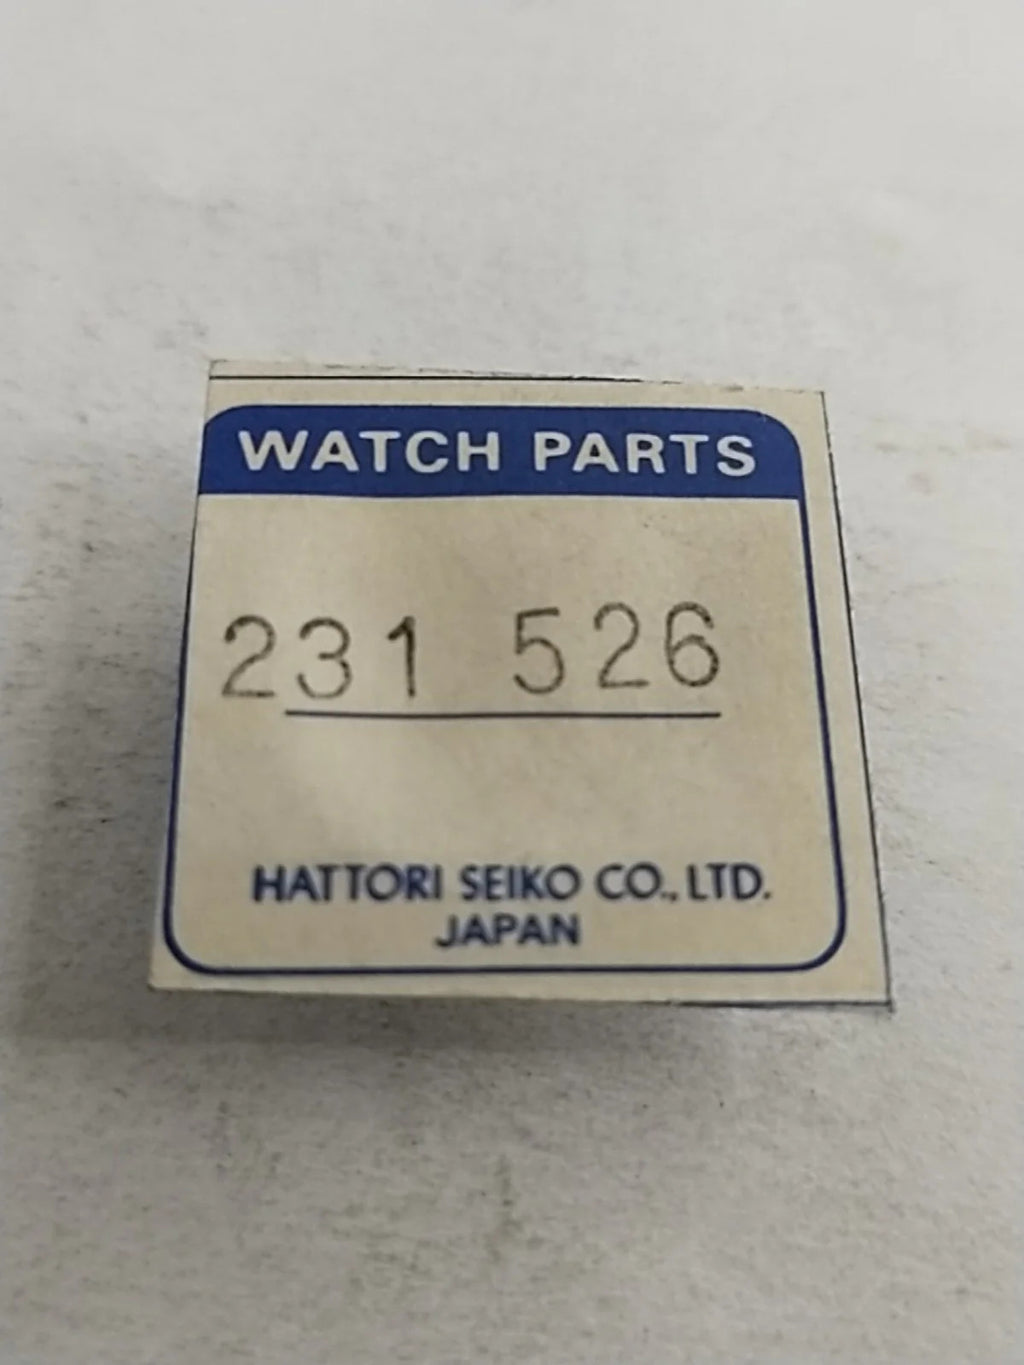 WATCH PARTS
231 526
HATTORI SEIKO CO., LTD.
JAPAN